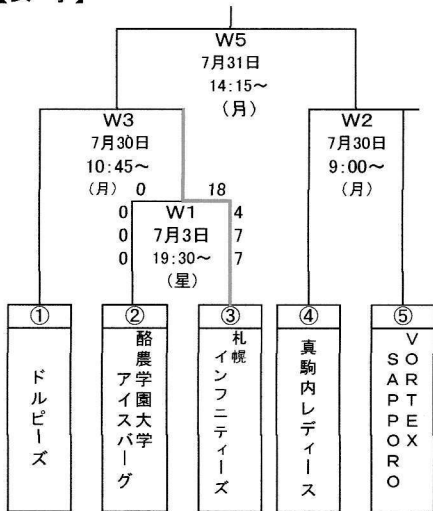 W5
7月31日
14:15～
(月)
W3
7月30日
10:45～
(月)
W2
7月30日
9:00～
(月)
0 18
W1
7月3日
19:30～
(星)
0 4
0 7
0 7
①
ドルピーズ
②
酪農学園大学
アイスバーグ
③
札幌
インフニティーズ
④
真駒内レディース
⑤
VORTEX
SAPPORO